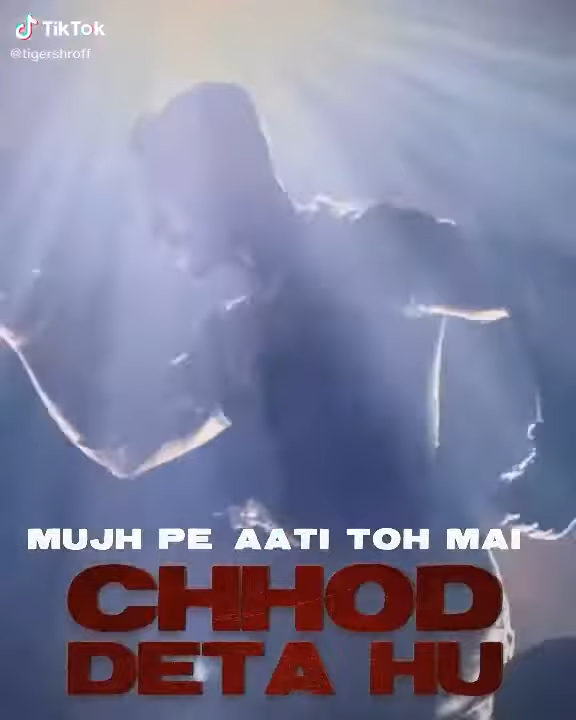 TikTok
@tigershroff
MUJH PE AATI TOH MAI
CHHOD
DETA HU